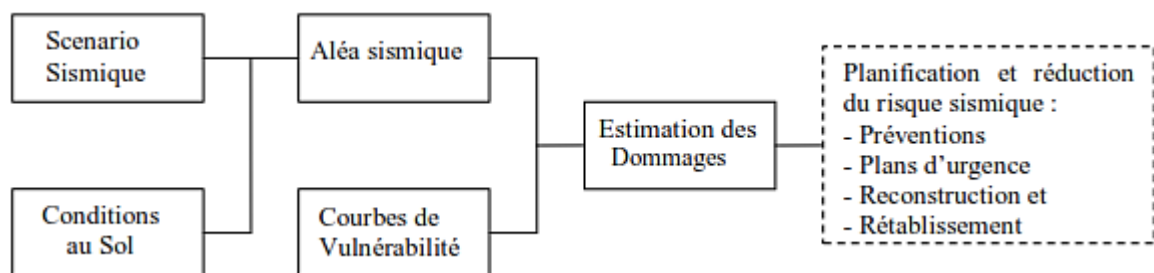 Scenario
Sismique
Aléa sismique
Conditions
au Sol
Courbes de
Vulnérabilité
Estimation des
Dommages
Planification et réduction
du risque sismique :
- Préventions
- Plans d’urgence
- Reconstruction et
- Rétablissement